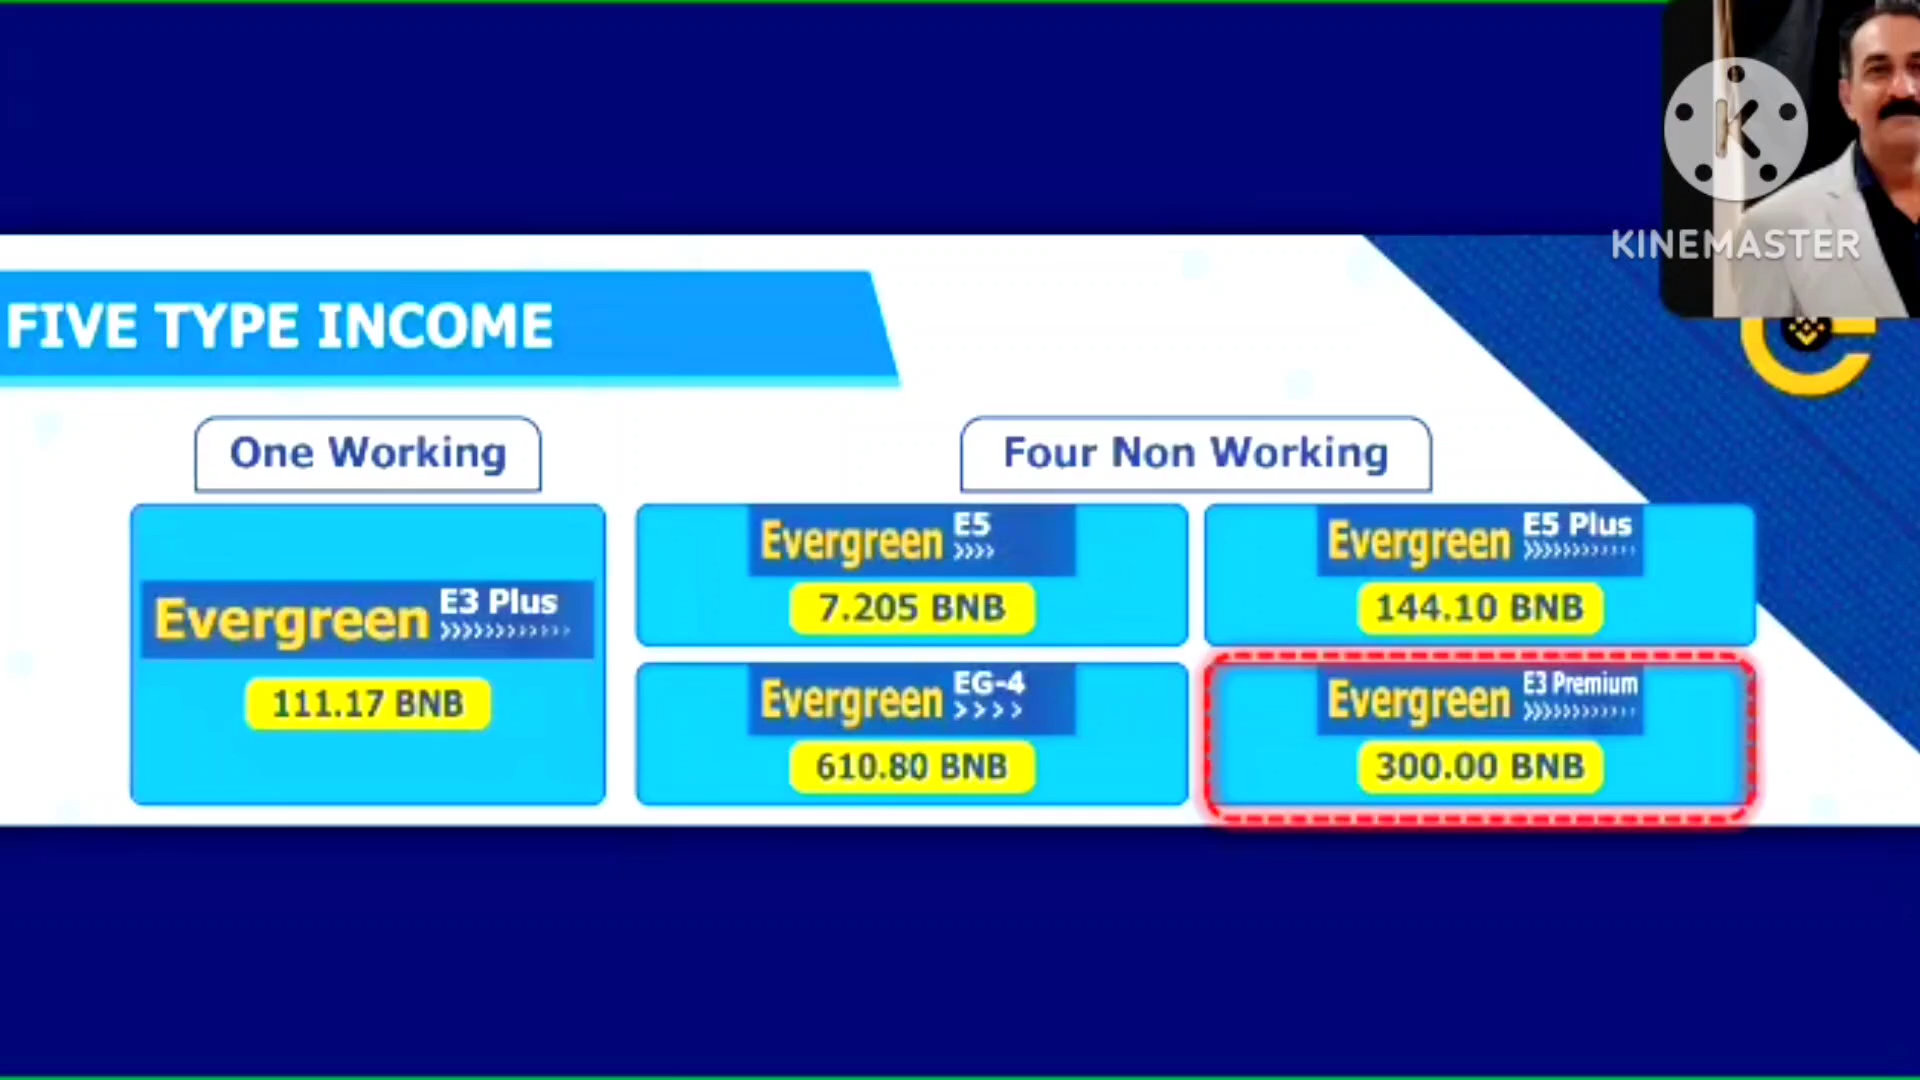 K
KINEMASTER
FIVE TYPE INCOME
One Working
Four Non Working
Evergreen E3 Plus
111.17 BNB
Evergreen E5
7.205 BNB
Evergreen E5 Plus
144.10 BNB
Evergreen EG-4
610.80 BNB
Evergreen E3 Premium
300.00 BNB